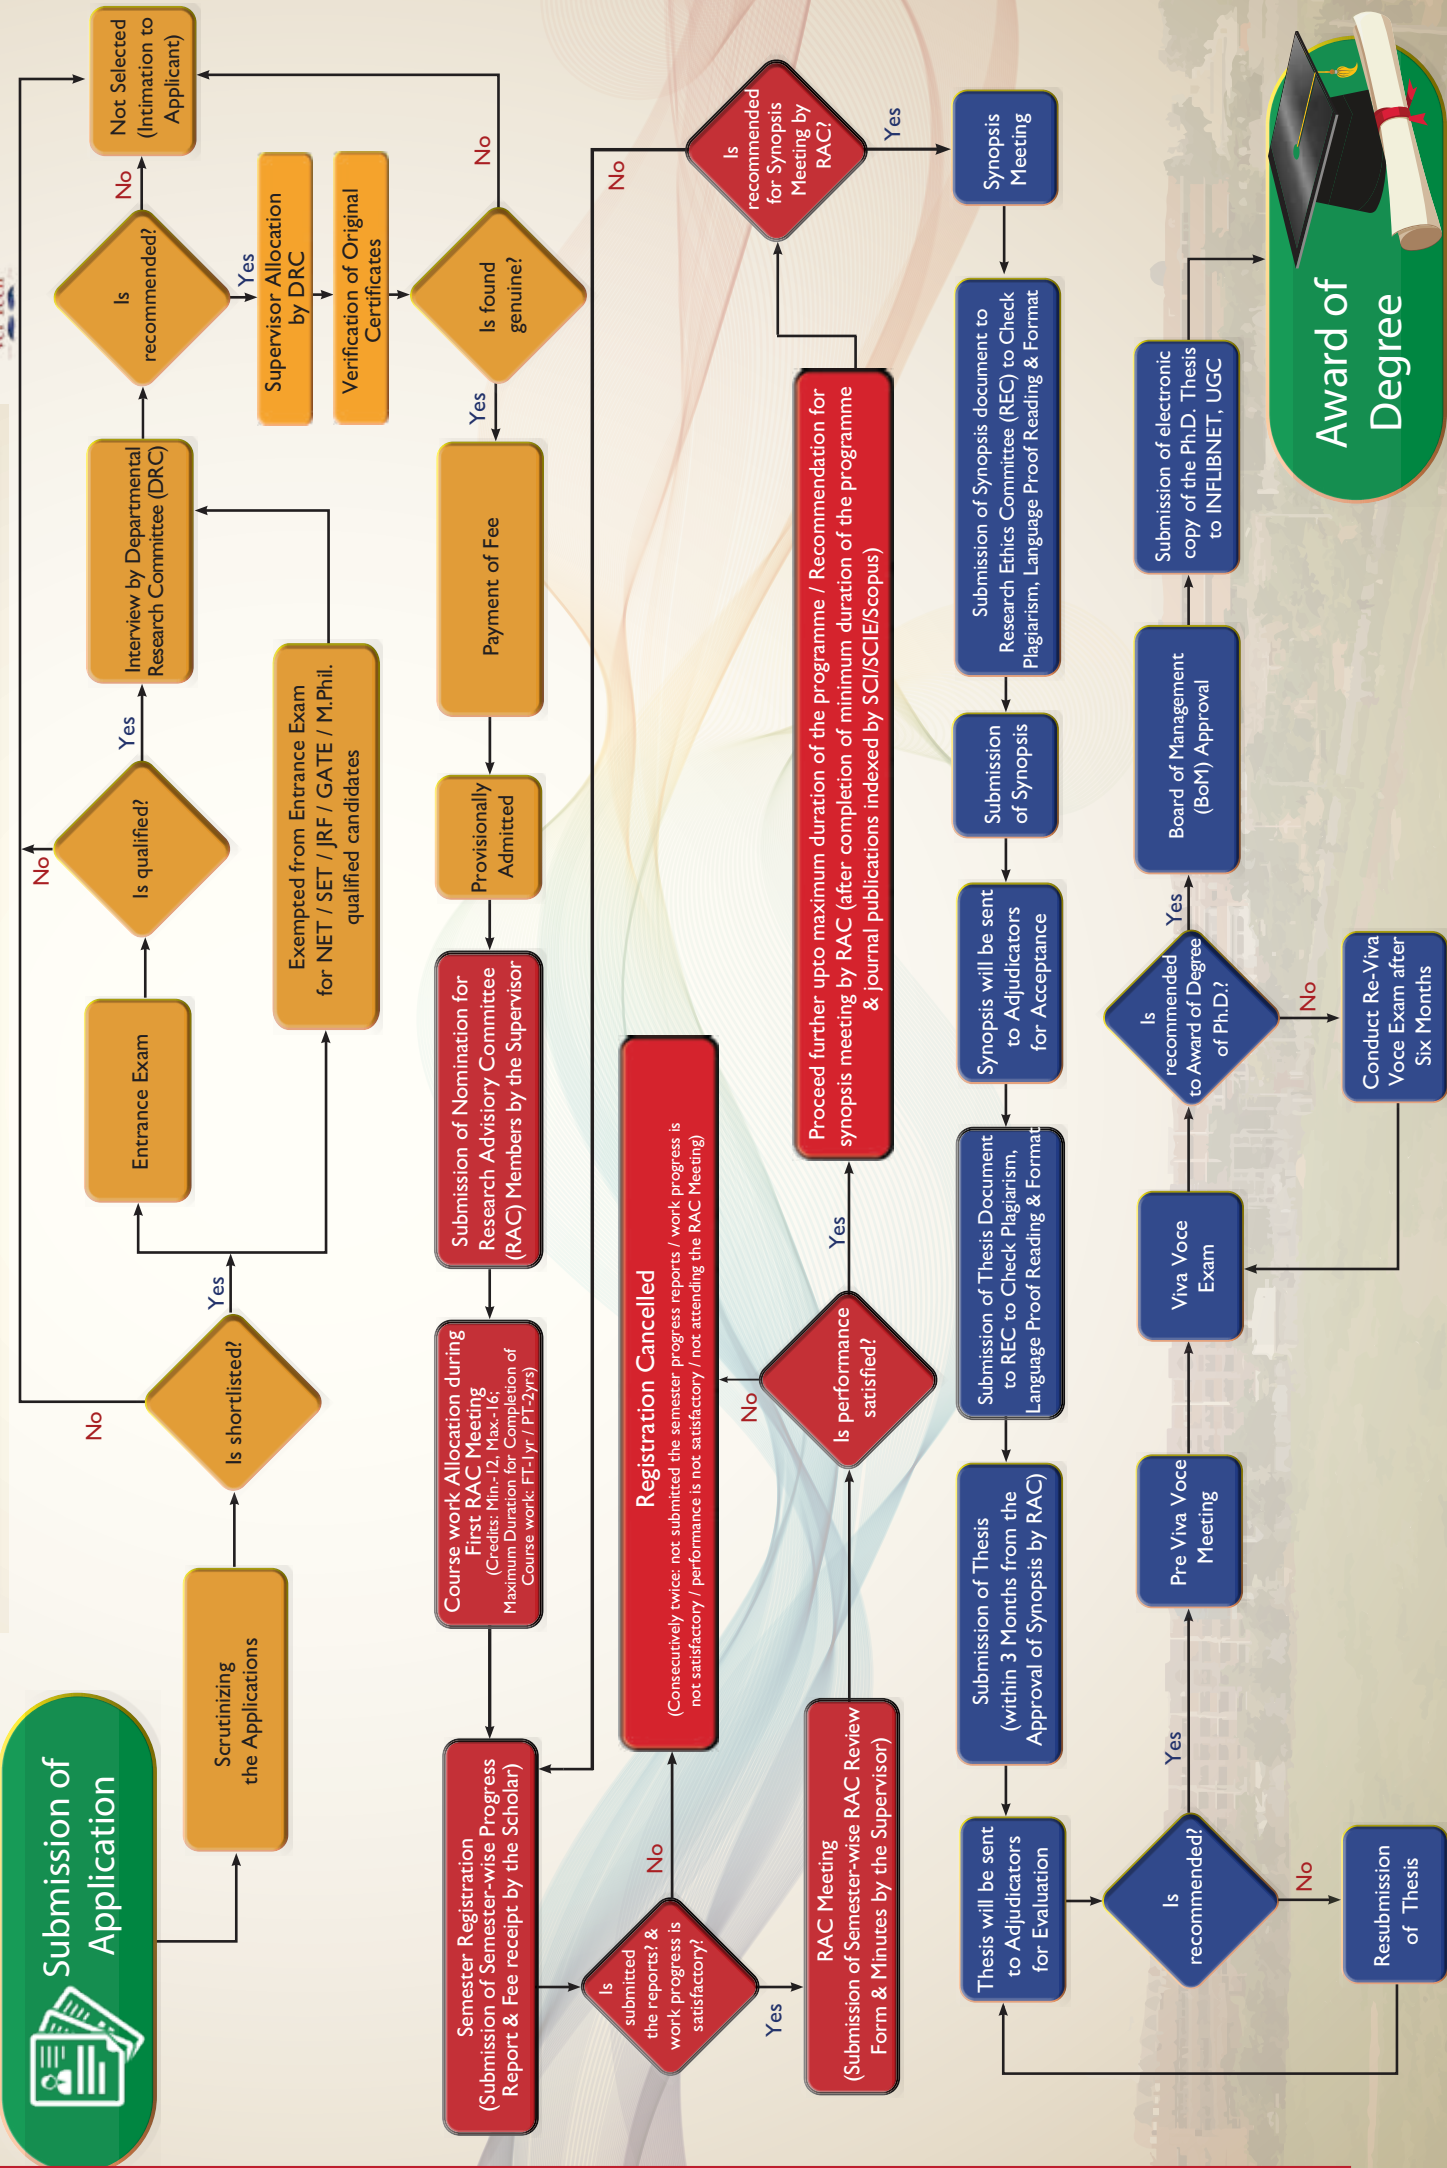 Submission of
Application
Scrutinizing
the Applications
Is shortlisted?
No
Yes
Entrance Exam
Is qualified?
No
Yes
Exempted from Entrance Exam
for NET / SET / JRF / GATE / M.Phil.
qualified candidates
Interview by Departmental
Research Committee (DRC)
Is
recommended?
No
Not Selected
(Intimation to
Applicant)
Yes
Supervisor Allocation
by DRC
Verification of Original
Certificates
Is found
genuine?
No
Yes
Payment of Fee
Provisionally
Admitted
Submission of Nomination for
Research Advisory Committee
(RAC) Members by the Supervisor
Course work Allocation during
First RAC Meeting
(Credits: Min.-12, Max.-16;
Maximum Duration for Completion of
Course work: FT-1yr / PT-2yrs)
Semester Registration
(Submission of Semester-wise Progress
Report & Fee receipt by the Scholar)
Is
submitted
the reports? &
work progress is
satisfactory?
No
Yes
Registration Cancelled
(Consecutively twice: not submitted the semester progress reports / work progress is
not satisfactory / performance is not satisfactory / not attending the RAC Meeting)
RAC Meeting
(Submission of Semester-wise RAC Review
Form & Minutes by the Supervisor)
Is performance
satisfied?
No
Yes
Proceed further upto maximum duration of the programme / Recommendation for
synopsis meeting by RAC (after completion of minimum duration of the programme
& journal publications indexed by SCI/SCIE/Scopus)
Is
recommended
for Synopsis
Meeting by
RAC?
No
Yes
Synopsis
Meeting
Submission of Synopsis document to
Research Ethics Committee (REC) to Check
Plagiarism, Language Proof Reading & Format
Submission
of Synopsis
Synopsis will be sent
to Adjudicators
for Acceptance
Submission of Thesis Document
to REC to Check Plagiarism,
Language Proof Reading & Format
Submission of Thesis
(within 3 Months from the
Approval of Synopsis by RAC)
Thesis will be sent
to Adjudicators
for Evaluation
Is
recommended?
No
Resubmission
of Thesis
Yes
Pre Viva Voce
Meeting
Viva Voce
Exam
Is
recommended
to Award of Degree
of Ph.D.?
No
Conduct Re-Viva
Voce Exam after
Six Months
Yes
Board of Management
(BoM) Approval
Submission of electronic
copy of the Ph.D. Thesis
to INFLIBNET, UGC
Award of
Degree